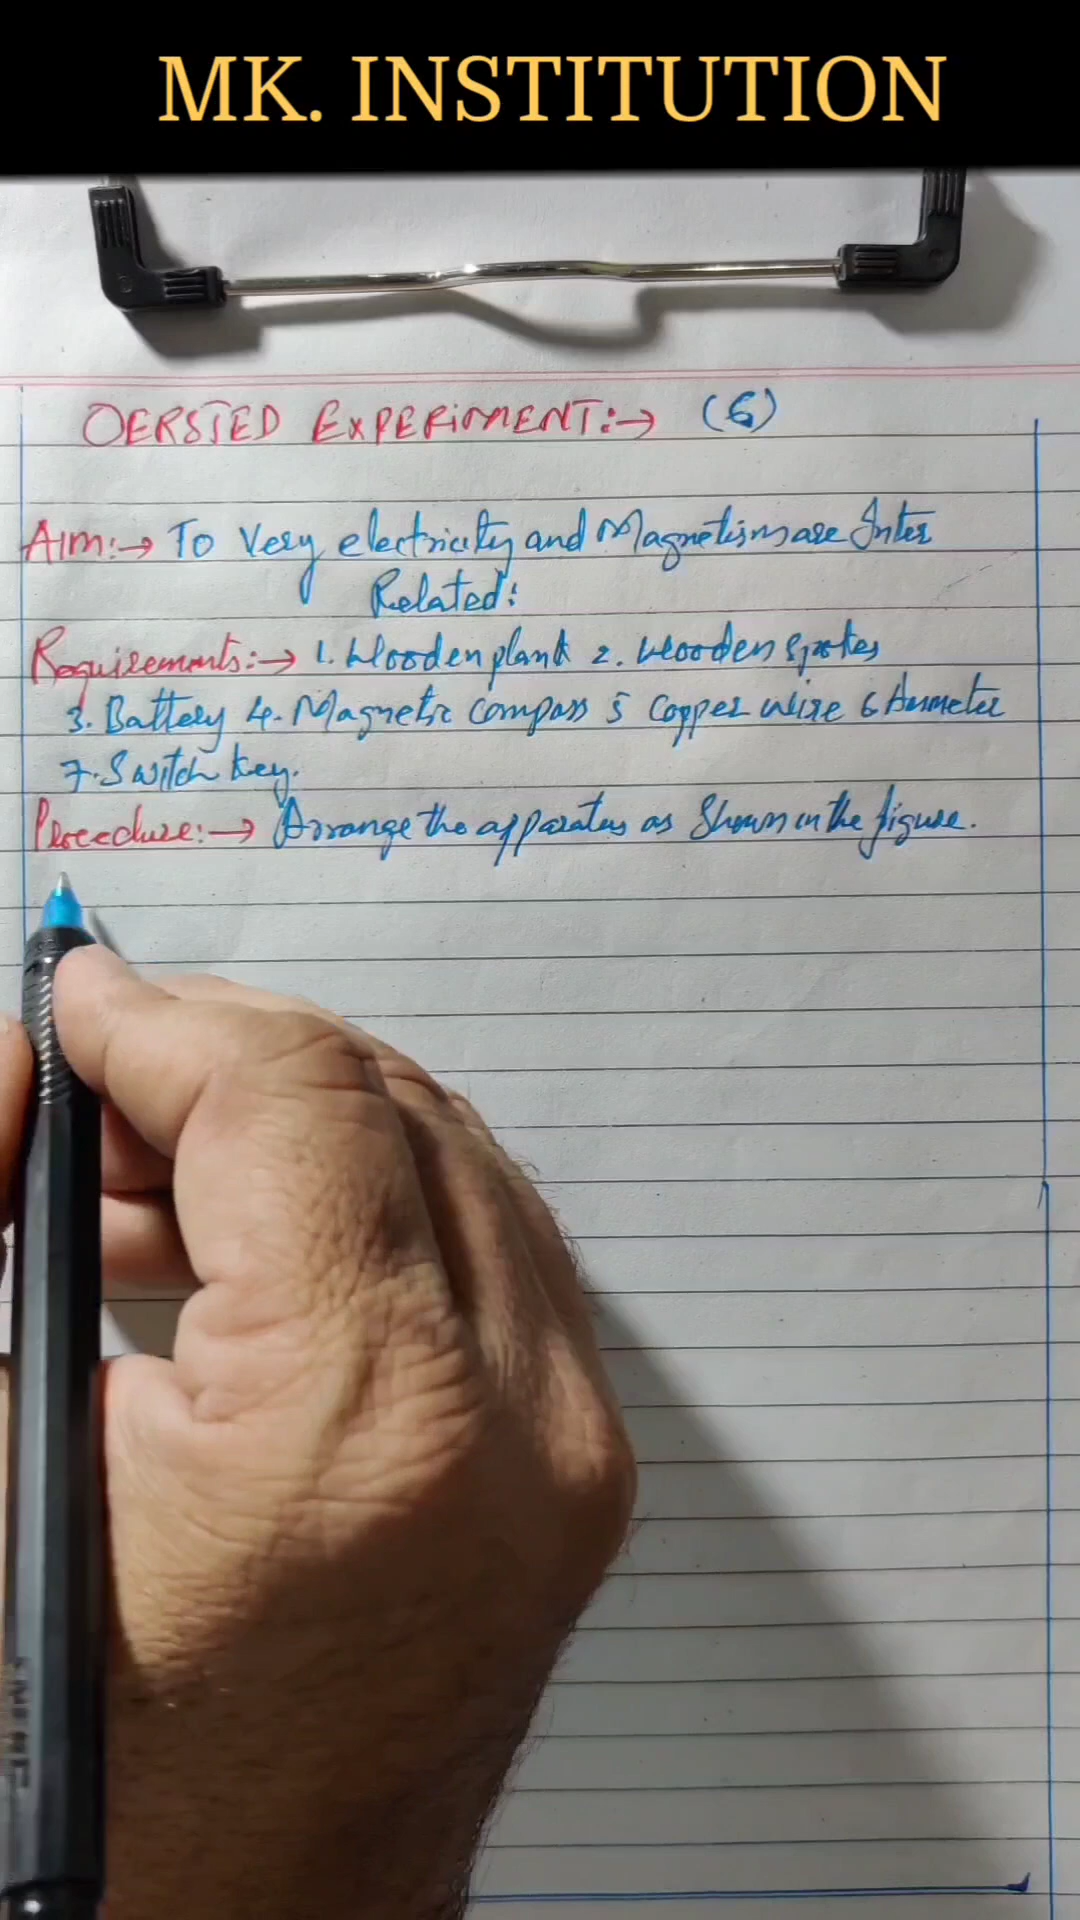 MK. INSTITUTION
OERSTED EXPERIMENT:→ (6)
AIM:→ To Very electricity and Magnetism are Inter
Related:
Requirements:→ 1. Wooden plank 2. Wooden spokes
3. Battery 4. Magnetic compass 5 Copper wire 6 Ammeter
7. Switch key.
Procedure:→ Arrange the apparatus as Shown in the figure.